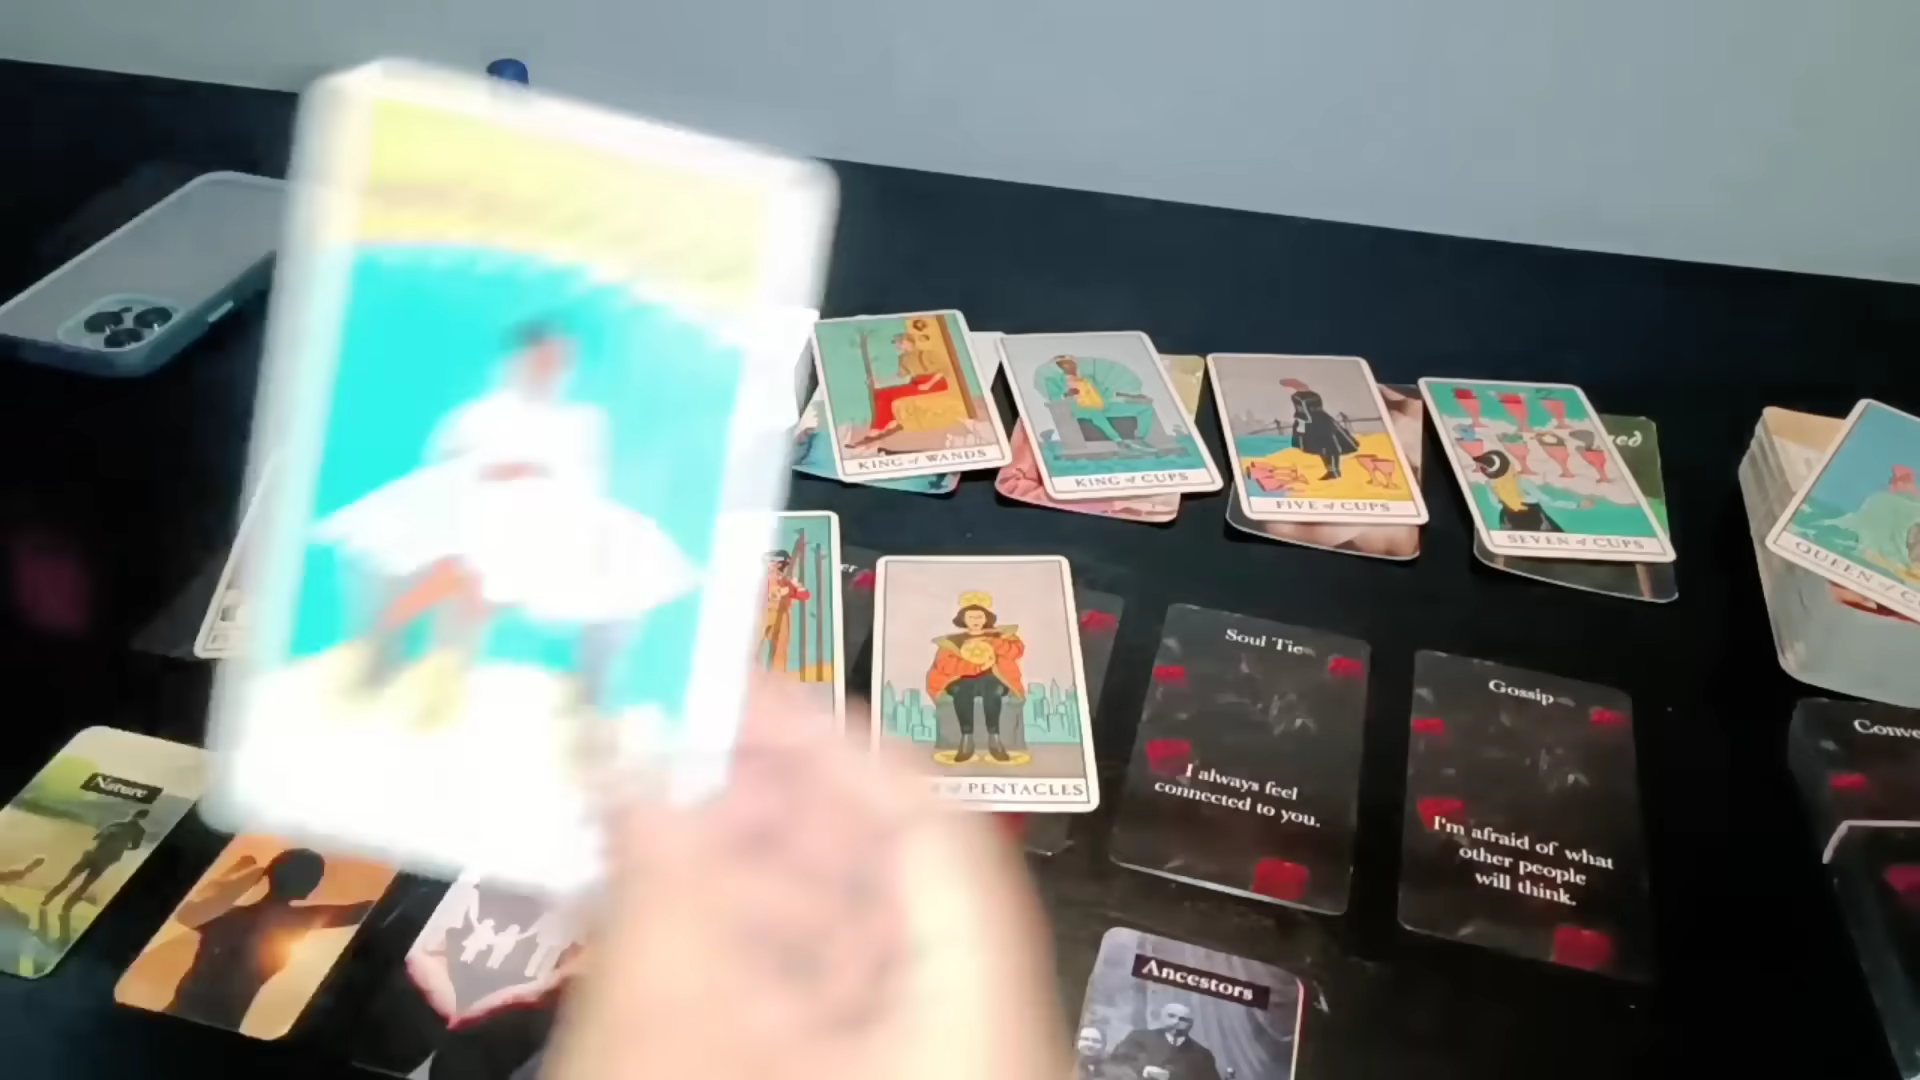 KING of WANDS
KING of CUPS
FIVE of CUPS
SEVEN of CUPS
QUEEN of
of PENTACLES
Soul Tie
I always feel
connected to you.
Gossip
I'm afraid of what
other people
will think.
Nature
Ancestors